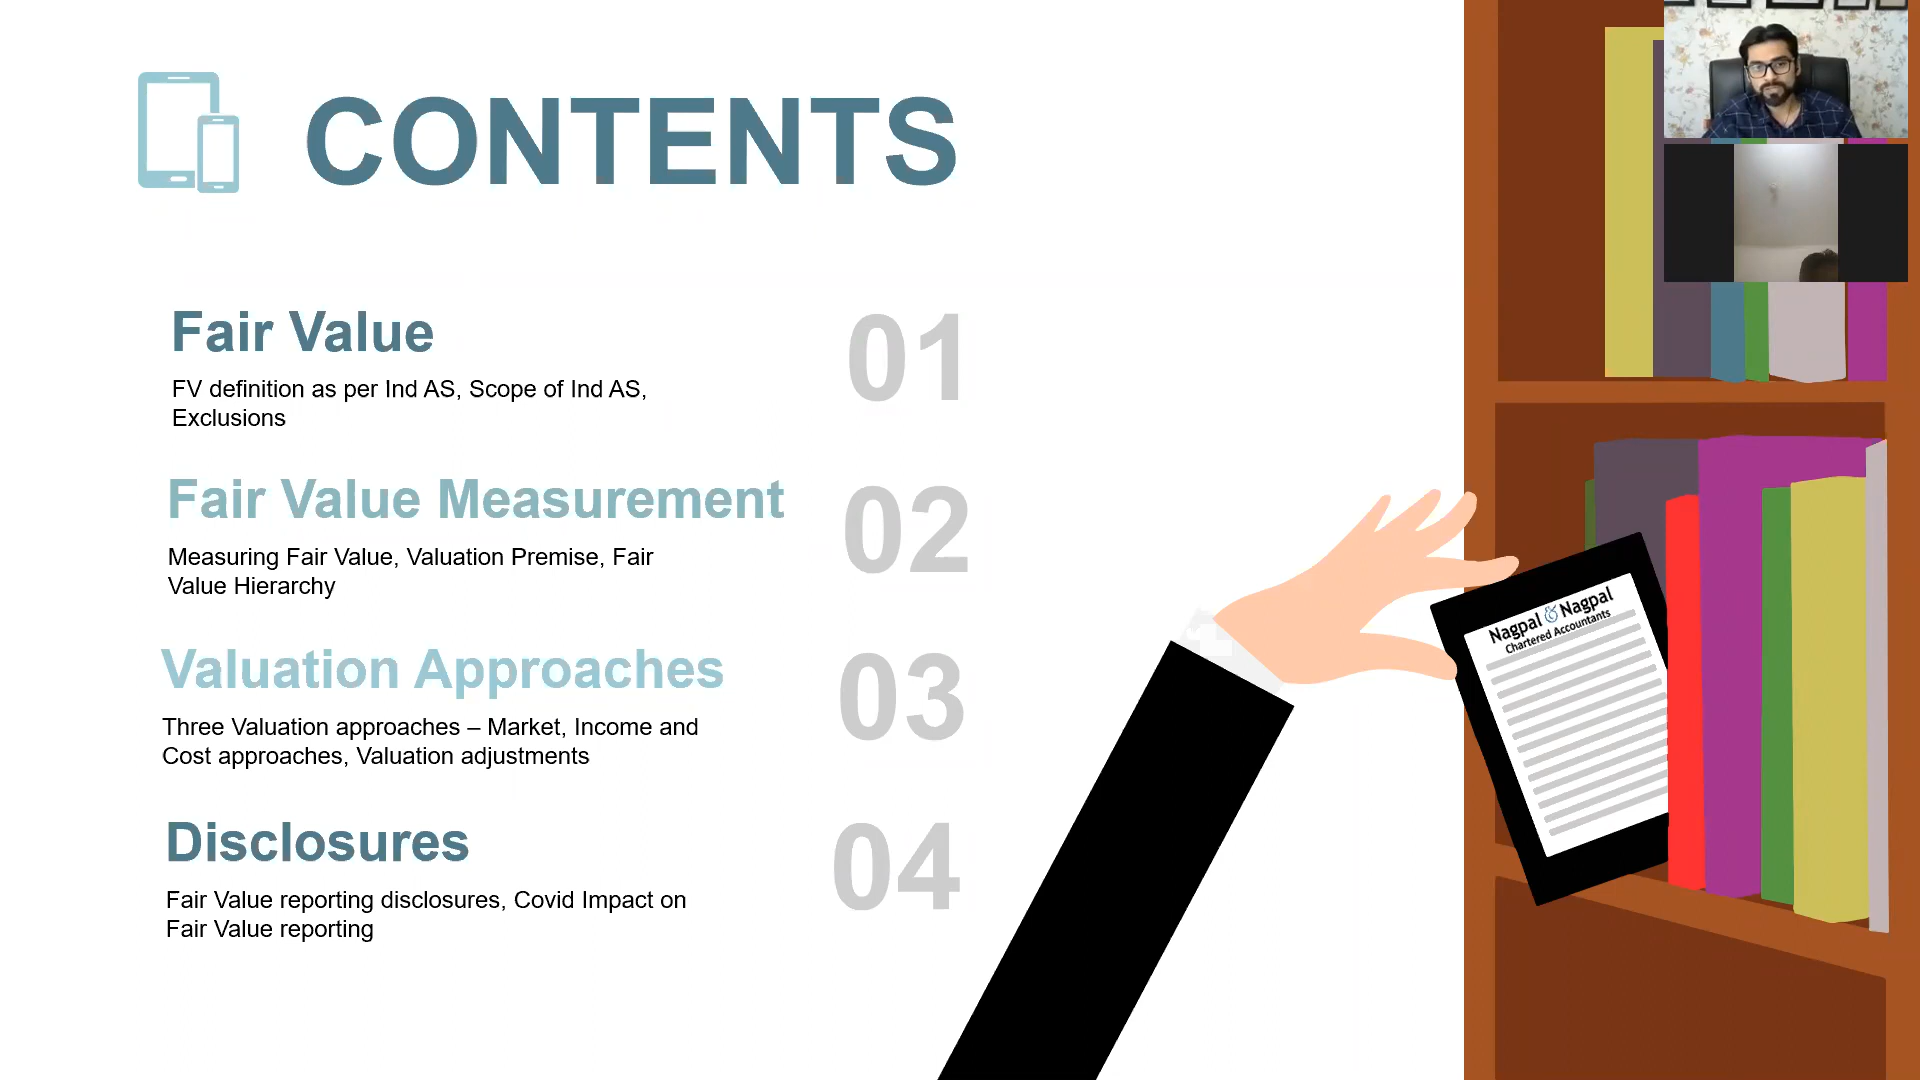 CONTENTS
Fair Value
01
FV definition as per Ind AS, Scope of Ind AS,
Exclusions
Fair Value Measurement
02
Measuring Fair Value, Valuation Premise, Fair
Value Hierarchy
Valuation Approaches
03
Three Valuation approaches – Market, Income and
Cost approaches, Valuation adjustments
Disclosures
04
Fair Value reporting disclosures, Covid Impact on
Fair Value reporting
Nagpal & Nagpal
Chartered Accountants